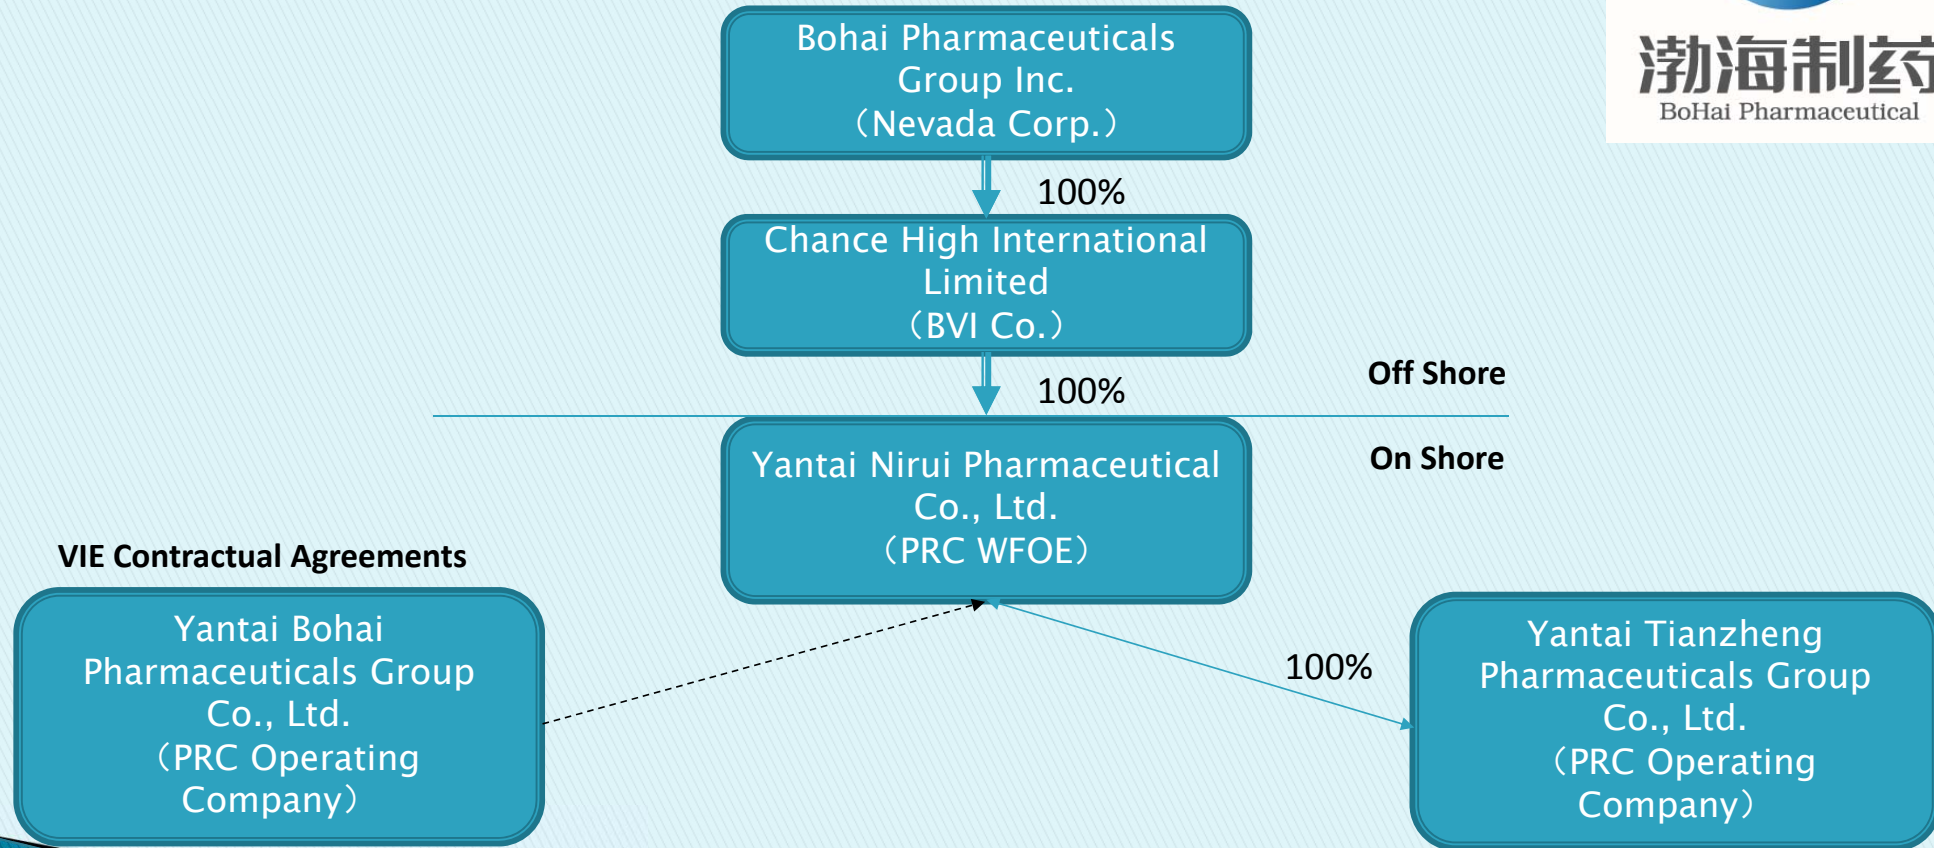 Bohai Pharmaceuticals
Group Inc.
（Nevada Corp.）
渤海制药
BoHai Pharmaceutical
100%
Chance High International
Limited
（BVI Co.）
100%
Off Shore
On Shore
Yantai Nirui Pharmaceutical
Co., Ltd.
（PRC WFOE）
VIE Contractual Agreements
Yantai Bohai
Pharmaceuticals Group
Co., Ltd.
（PRC Operating
Company）
100%
Yantai Tianzheng
Pharmaceuticals Group
Co., Ltd.
（PRC Operating
Company）